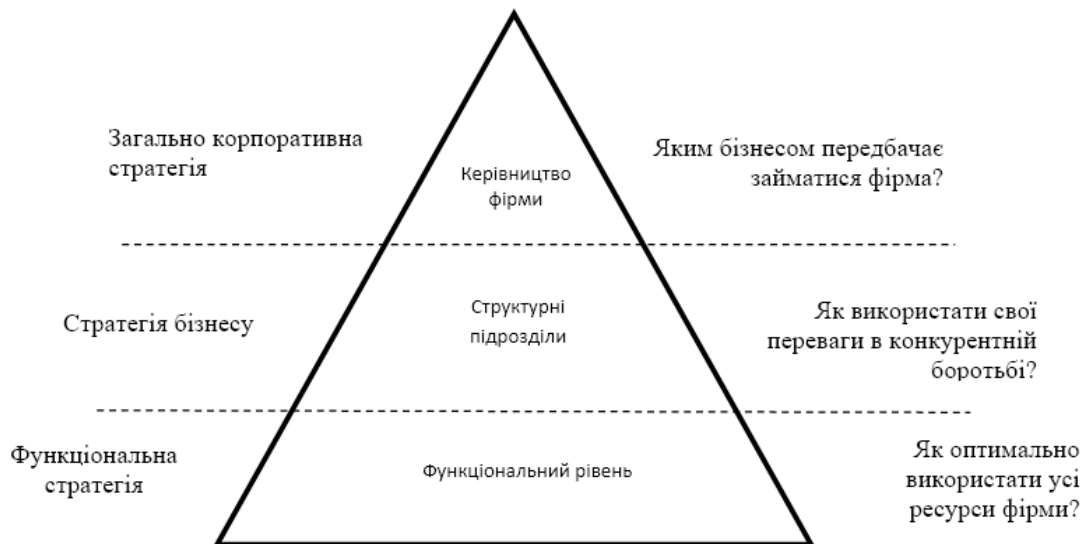 Загально корпоративна
стратегія
Керівництво
фірми
Яким бізнесом передбачає
займатися фірма?
Стратегія бізнесу
Структурні
підрозділи
Як використати свої
переваги в конкурентній
боротьбі?
Функціональна
стратегія
Функціональний рівень
Як оптимально
використати усі
ресурси фірми?